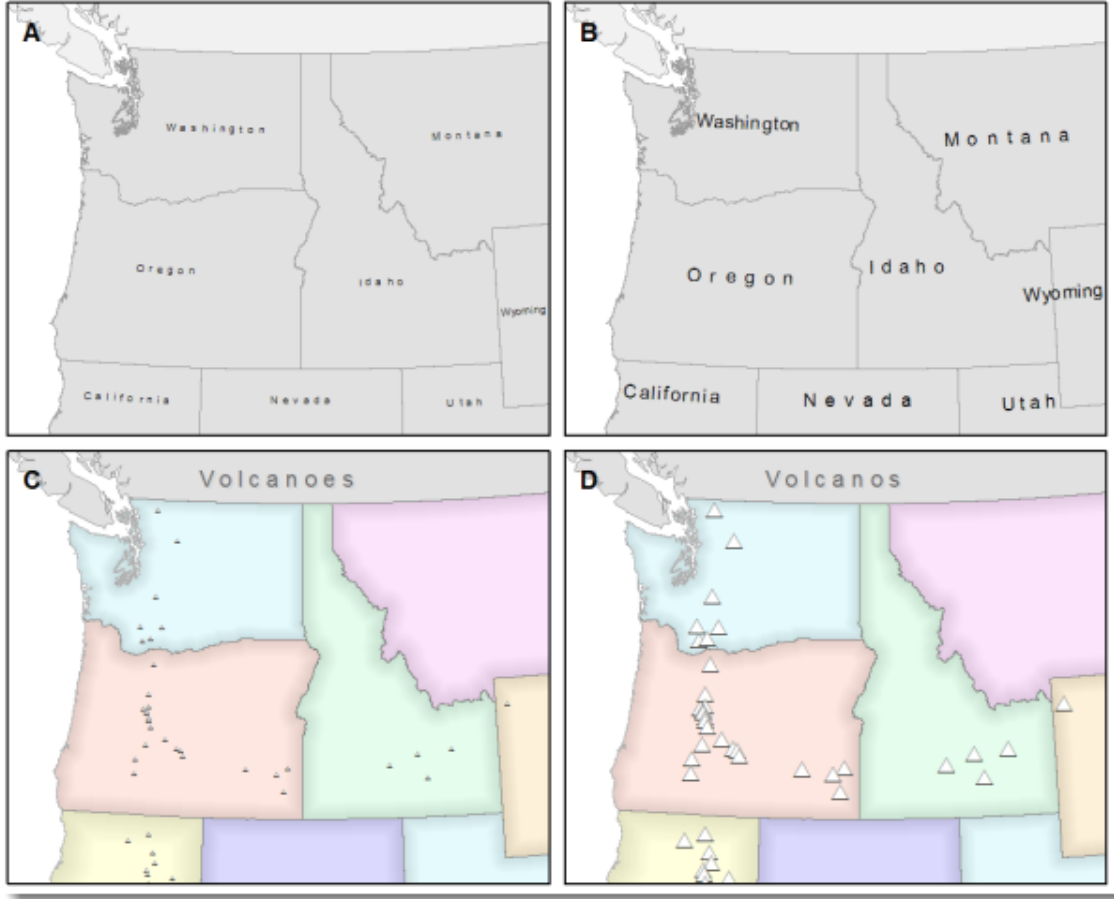 A
Washington
Montana
Oregon
Idaho
Wyoming
California
Nevada
Utah
B
Washington
Montana
Oregon
Idaho
Wyoming
California
Nevada
Utah
C
Volcanoes
D
Volcanos